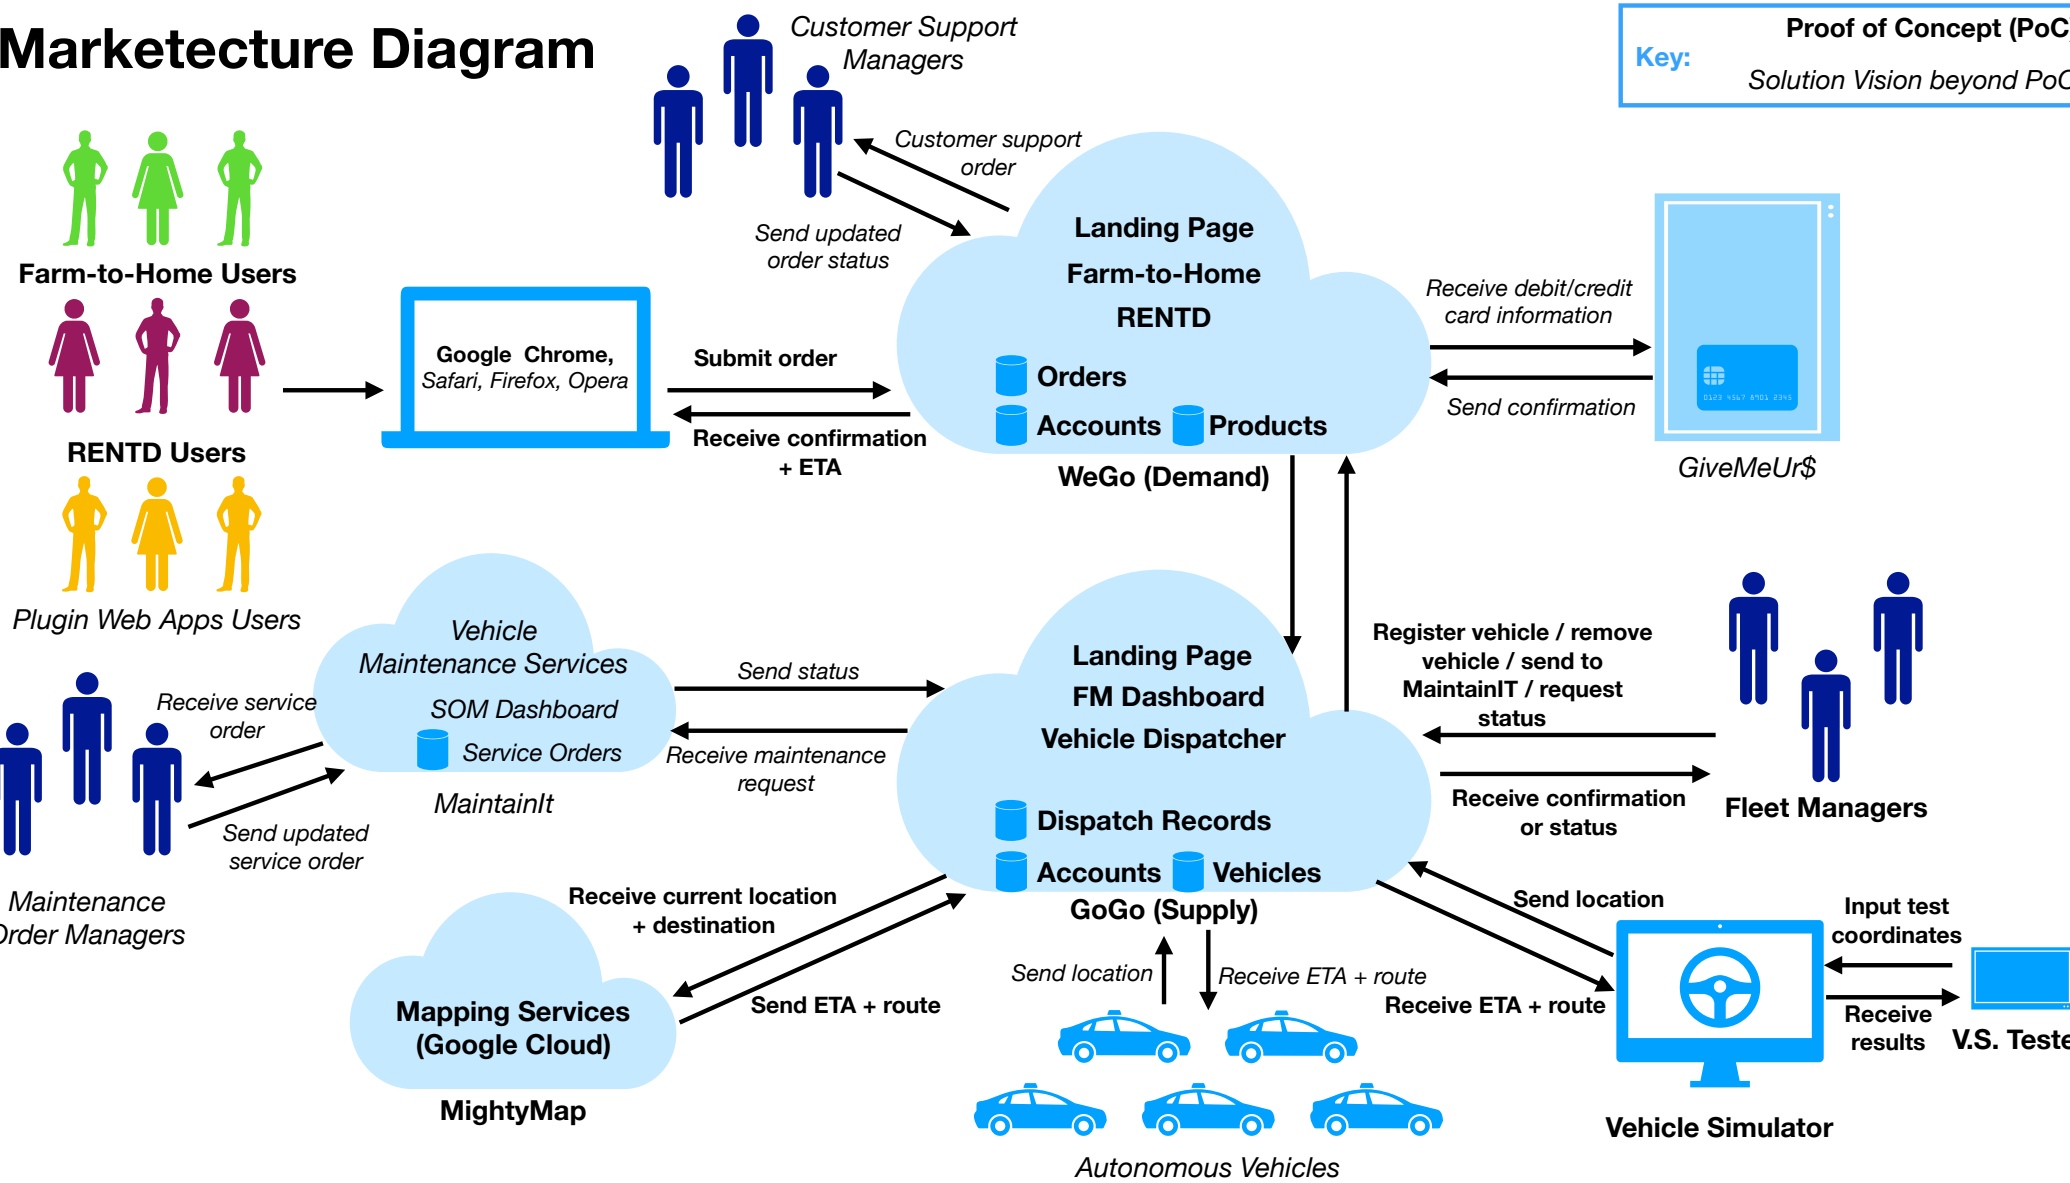 Marketecture Diagram
Customer Support
Managers
Key:
Proof of Concept (PoC)
Solution Vision beyond PoC
Customer support
order
Send updated
order status
Farm-to-Home Users
RENTD Users
Plugin Web Apps Users
Google Chrome,
Safari, Firefox, Opera
Submit order
Receive confirmation
+ ETA
Landing Page
Farm-to-Home
RENTD
Orders
Accounts
Products
WeGo (Demand)
Receive debit/credit
card information
Send confirmation
0123 4567 8901 2345
GiveMeUr$
Vehicle
Maintenance Services
SOM Dashboard
Service Orders
MaintainIt
Receive service
order
Send updated
service order
Maintenance
Order Managers
Send status
Receive maintenance
request
Landing Page
FM Dashboard
Vehicle Dispatcher
Dispatch Records
Accounts
Vehicles
GoGo (Supply)
Register vehicle / remove
vehicle / send to
MaintainIT / request
status
Receive confirmation
or status
Fleet Managers
Receive current location
+ destination
Send ETA + route
Mapping Services
(Google Cloud)
MightyMap
Send location
Receive ETA + route
Autonomous Vehicles
Send location
Receive ETA + route
Input test
coordinates
Receive
results
V.S. Teste
Vehicle Simulator